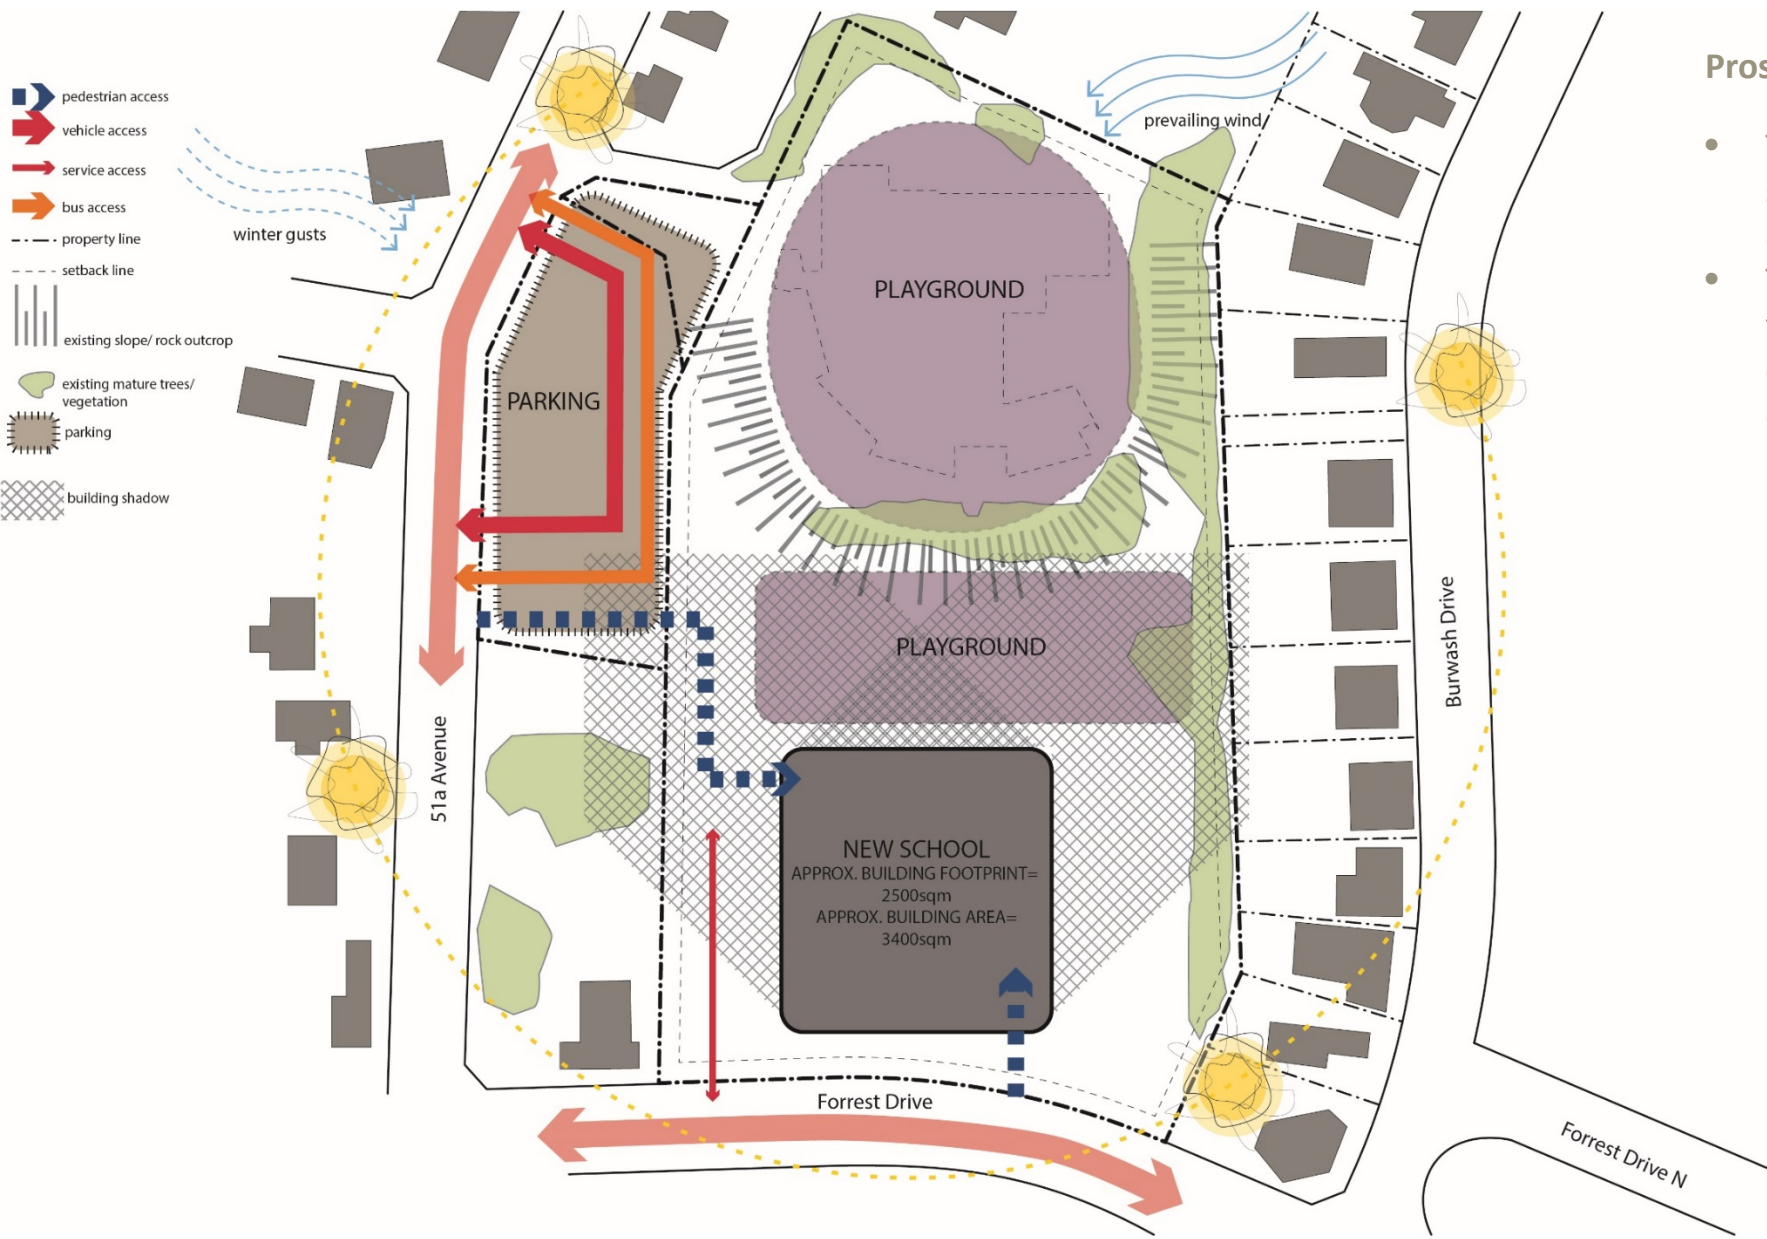 pedestrian access
vehicle access
service access
bus access
property line
setback line
existing slope/ rock outcrop
existing mature trees/
vegetation
parking
building shadow
winter gusts
prevailing wind
Pros
PLAYGROUND
PARKING
PLAYGROUND
Burwash Drive
51a Avenue
NEW SCHOOL
APPROX. BUILDING FOOTPRINT=
2500sqm
APPROX. BUILDING AREA=
3400sqm
Forrest Drive
Forrest Drive N